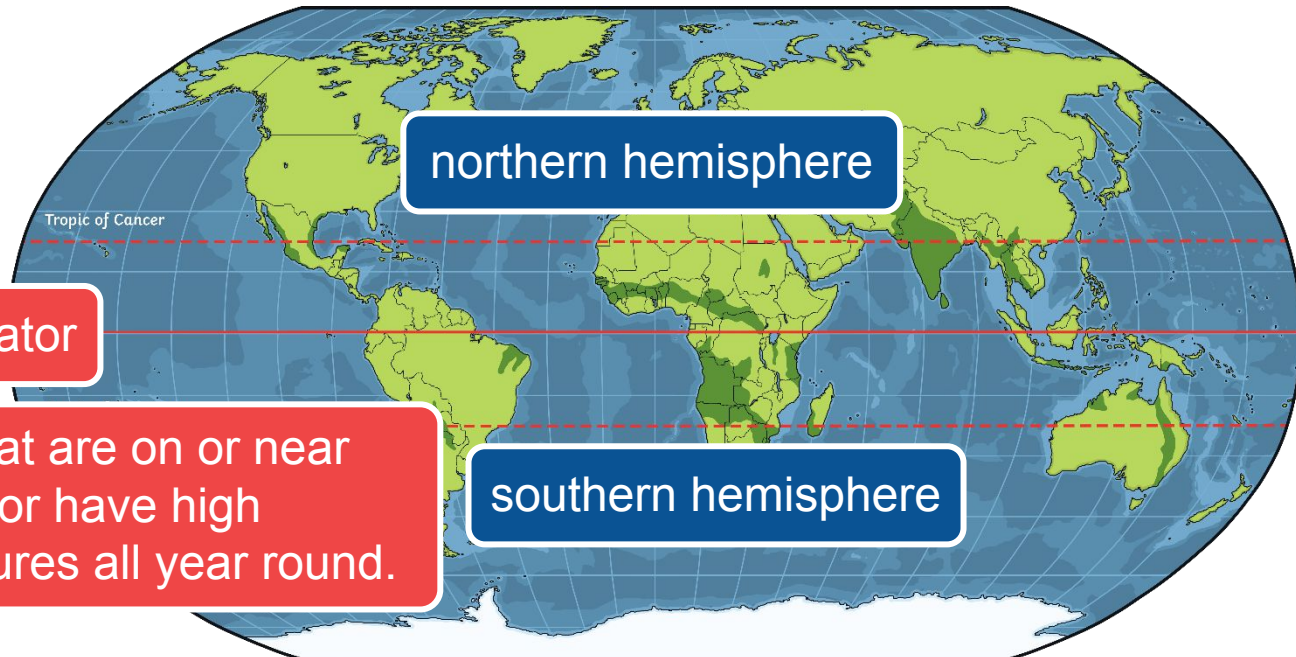 northern hemisphere
Tropic of Cancer
ator
at are on or near
or have high
ures all year round.
southern hemisphere